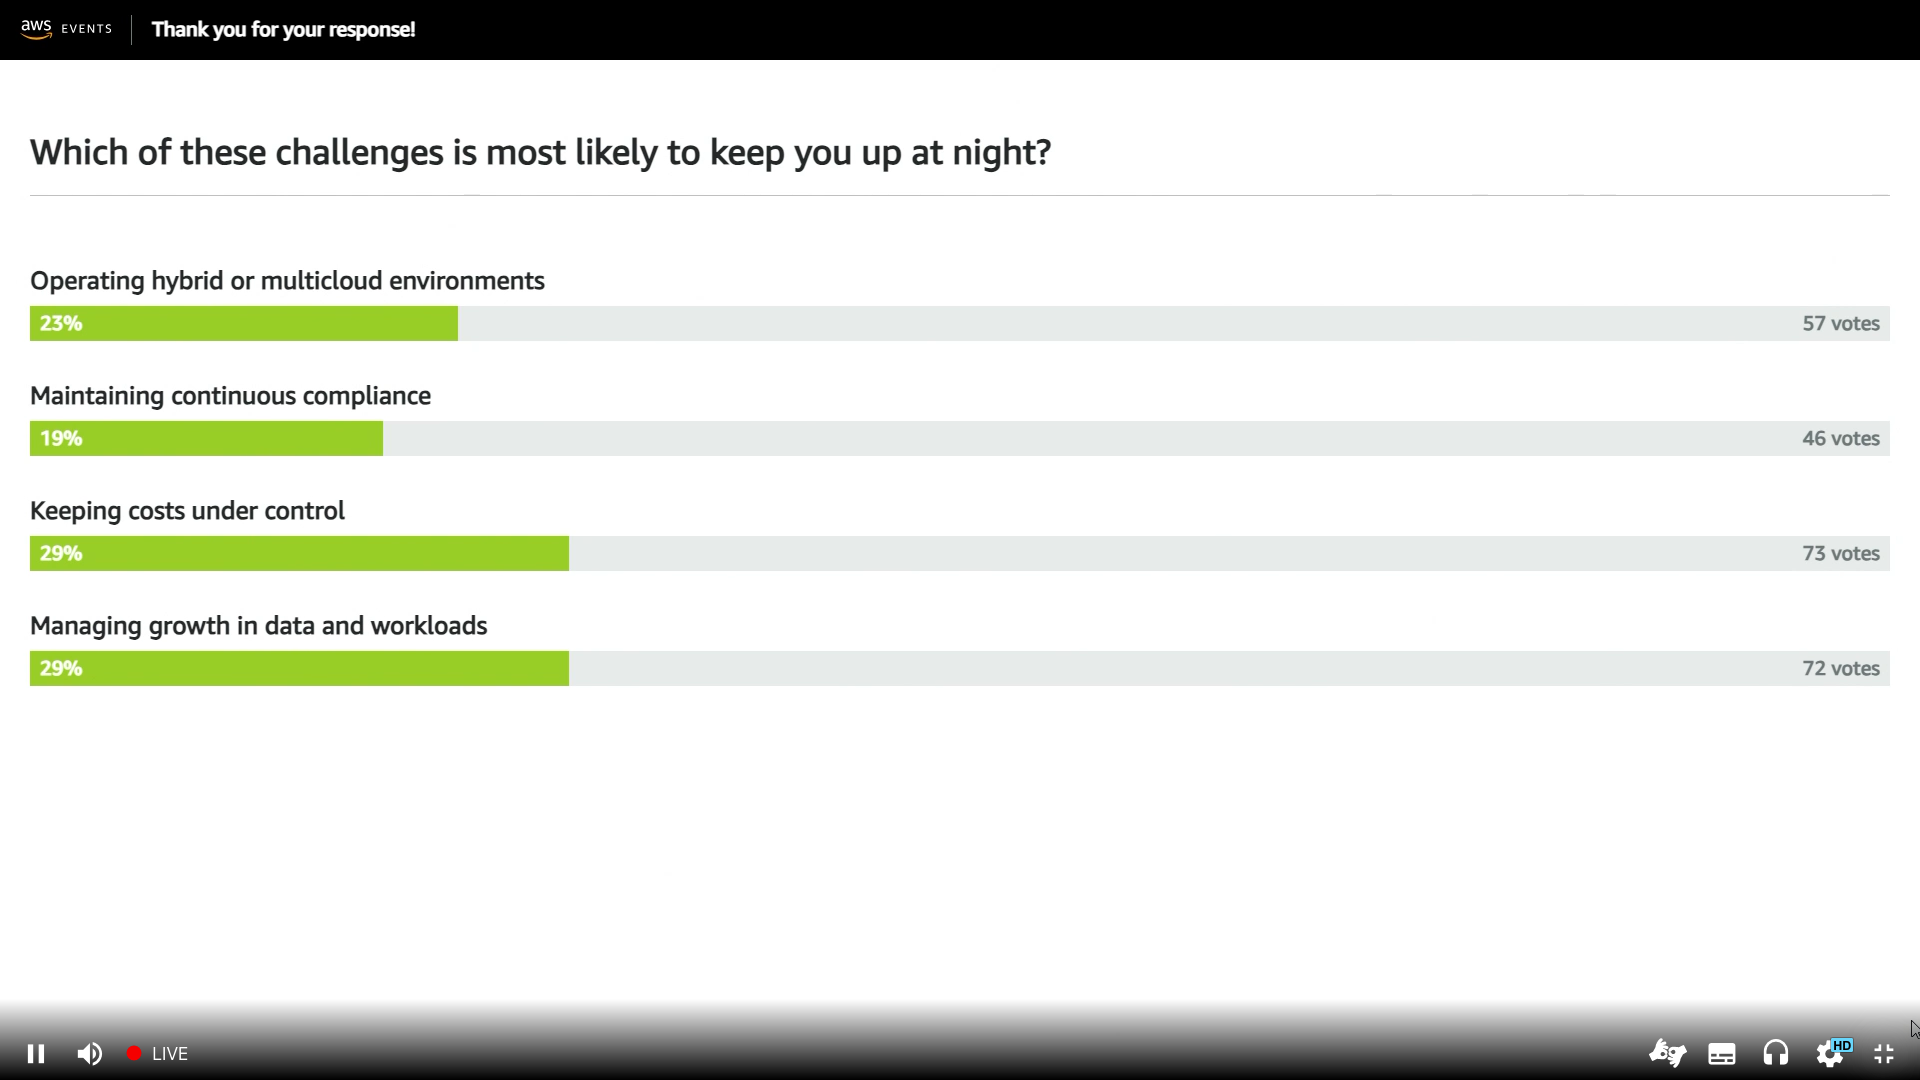 aws EVENTS Thank you for your response!
Which of these challenges is most likely to keep you up at night?
Operating hybrid or multicloud environments
23% 57 votes
Maintaining continuous compliance
19% 46 votes
Keeping costs under control
29% 73 votes
Managing growth in data and workloads
29% 72 votes
LIVE HD